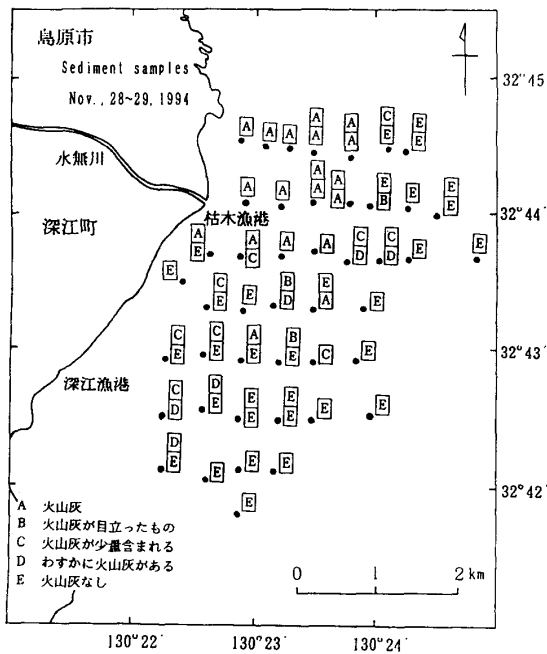 島原市
Sediment samples
Nov., 28~29, 1994
32°45
A A A A A C E
A A E E
水無川
A A A A E E E
A A B E
32°44
深江町
枯木漁港
A A A A C C E E
E C D D
E C E B E E
E D A
C C A B C E
E E E E
32°43
深江漁港
C D E E E E
D E E E
D E E E
E
32°42
E
A 火山灰
B 火山灰が目立ったもの
C 火山灰が少量含まれる
D わずかに火山灰がある
E 火山灰なし
0 1 2 km
130°22′ 130°23′ 130°24′